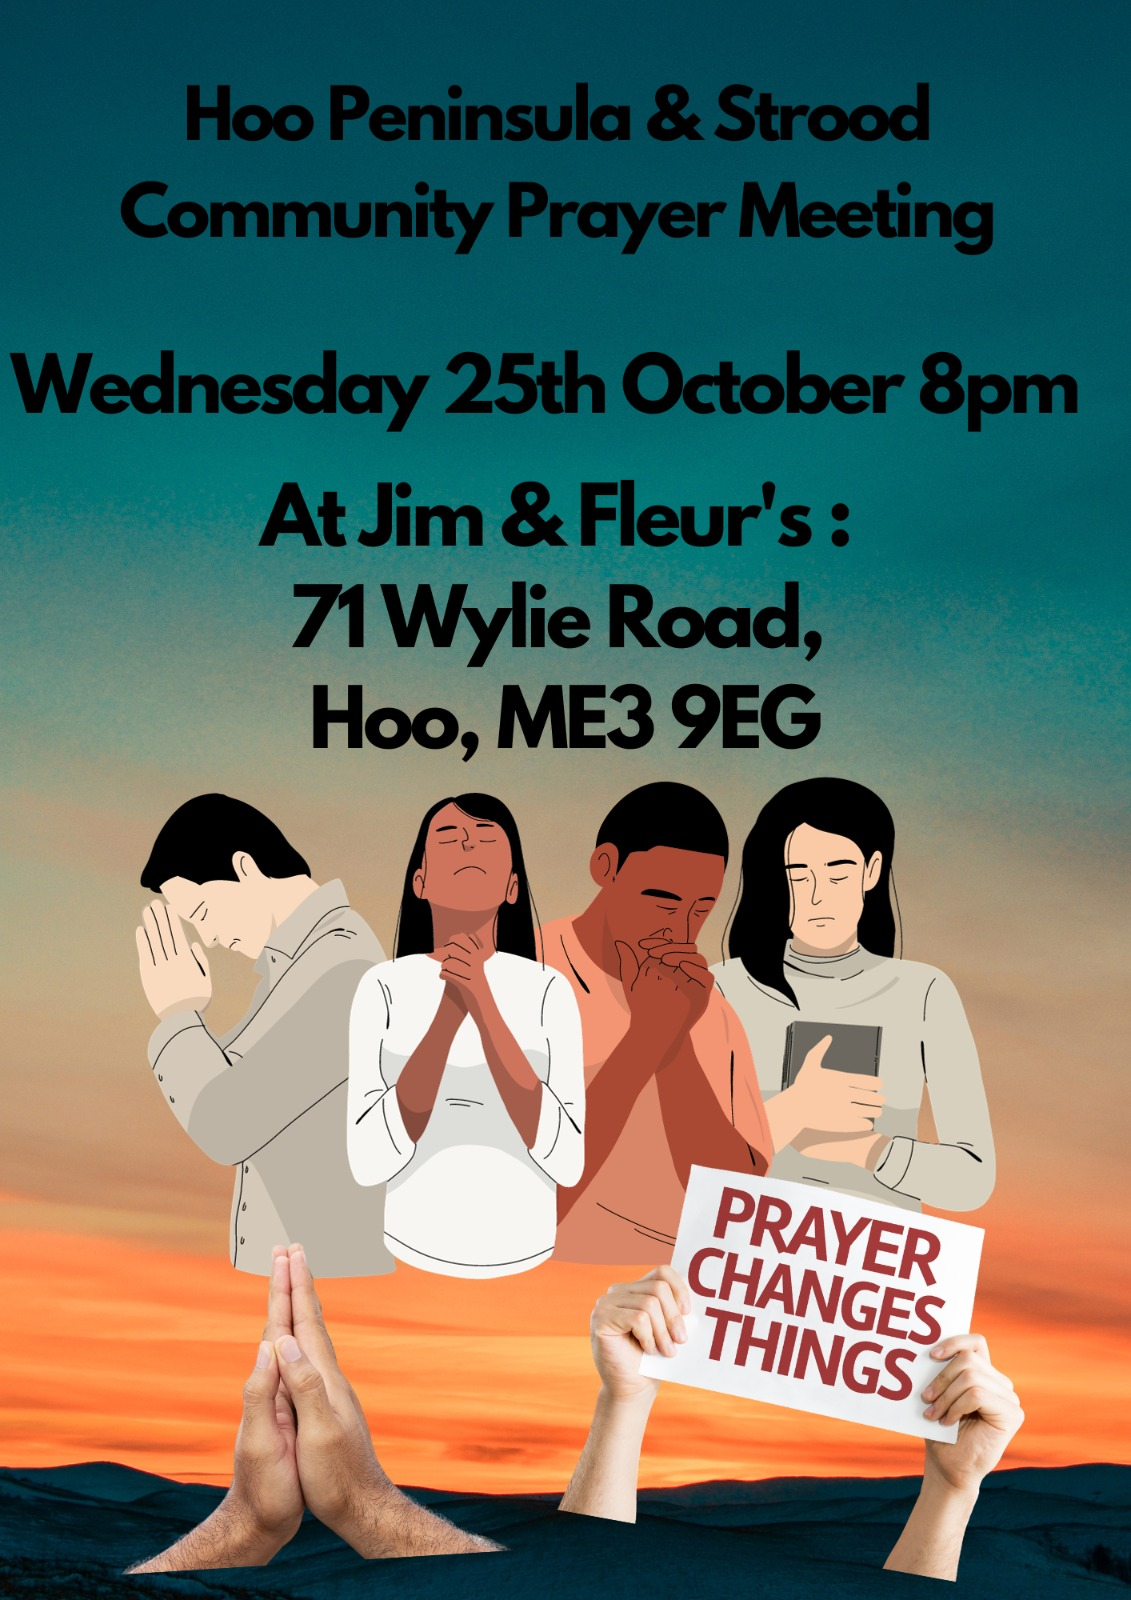 Hoo Peninsula & Strood
Community Prayer Meeting
Wednesday 25th October 8pm
At Jim & Fleur's :
71 Wylie Road,
Hoo, ME3 9EG
PRAYER
CHANGES
THINGS